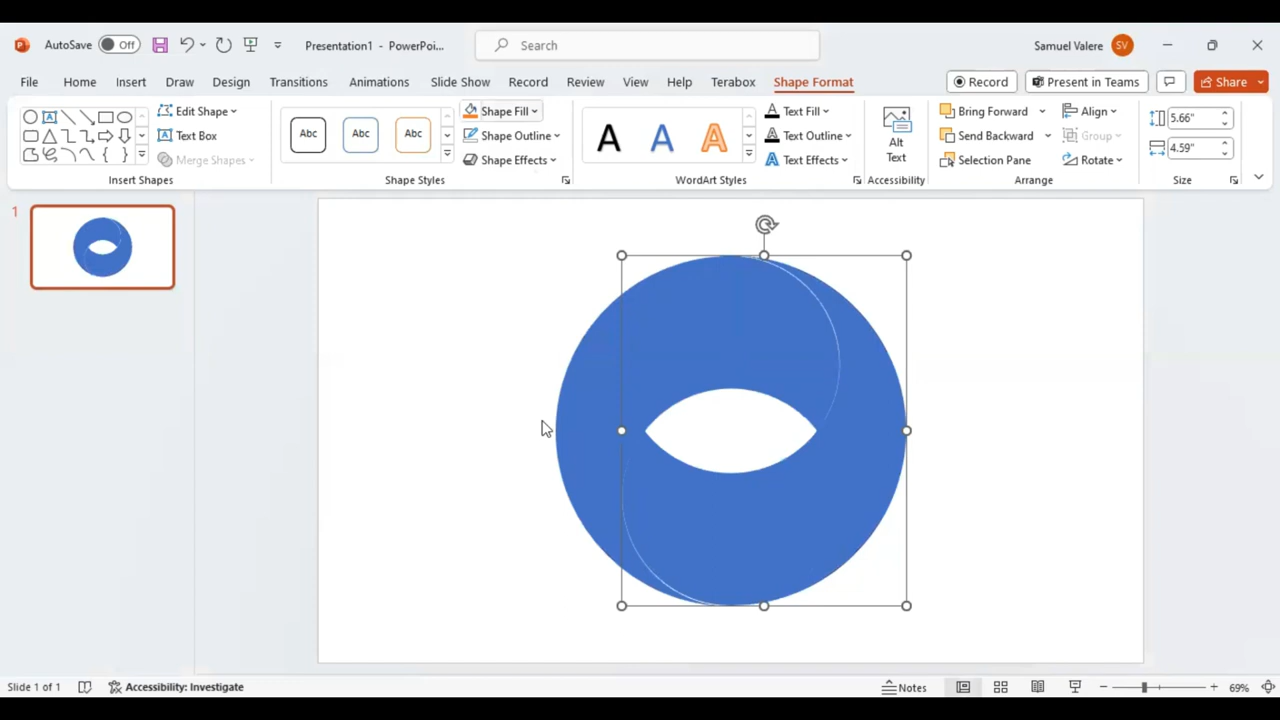 AutoSave Off Presentation1 - PowerPoi... Search Samuel Valere SV
File Home Insert Draw Design Transitions Animations Slide Show Record Review View Help Terabox Shape Format Record Present in Teams Share
Edit Shape Abc Abc Abc Shape Fill A A A Text Fill Alt Text Bring Forward Align 5.66"
Text Box Shape Outline Text Outline Send Backward Group 4.59"
Merge Shapes Shape Effects Text Effects Selection Pane Rotate
Insert Shapes Shape Styles WordArt Styles Accessibility Arrange Size
1
Slide 1 of 1 Accessibility: Investigate Notes 69%